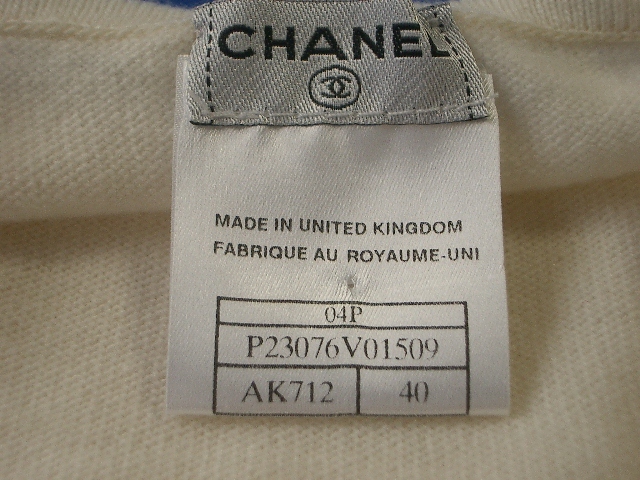 CHANEL
MADE IN UNITED KINGDOM
FABRIQUE AU ROYAUME-UNI
04P
P23076V01509
AK712 40